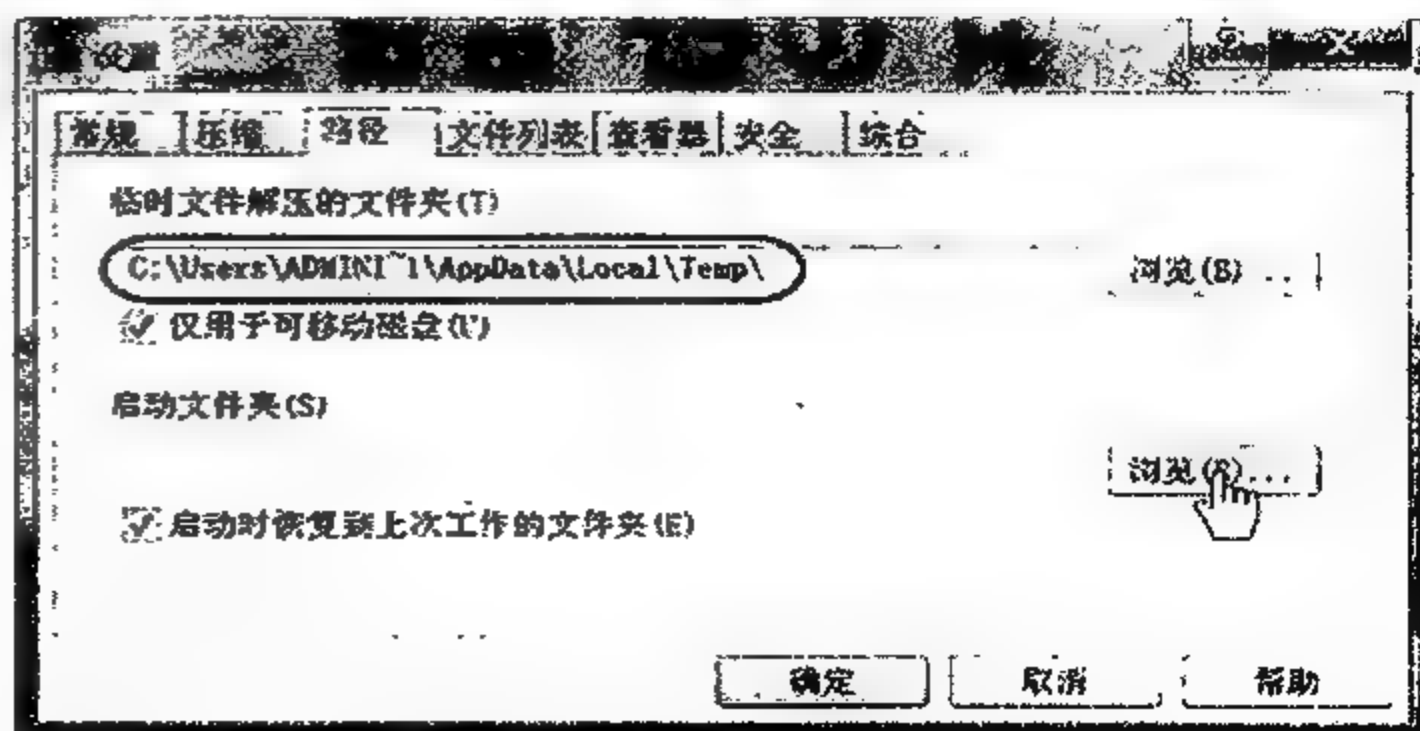 常规 压缩 路径 文件列表 查看器 安全 综合
临时文件解压的文件夹(T)
C:\Users\ADMINI~1\AppData\Local\Temp\
浏览(B)...
仅用于可移动磁盘(U)
启动文件夹(S)
浏览(R)...
启动时恢复到上次工作的文件夹(E)
确定 取消 帮助